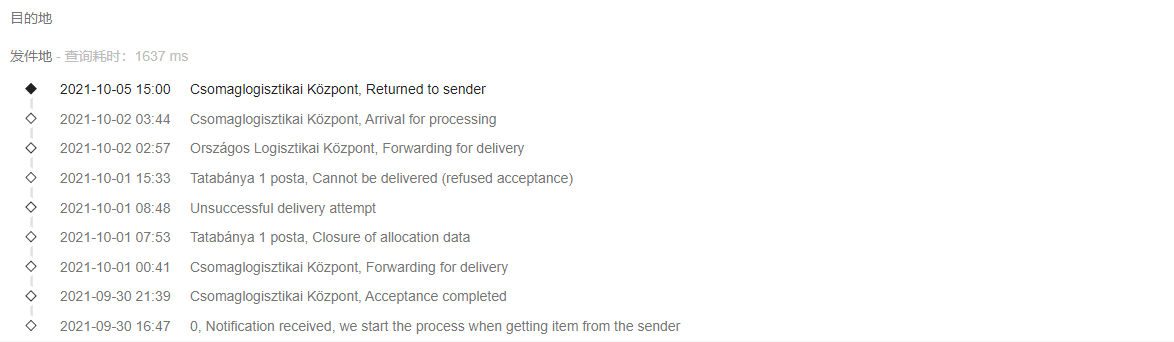 目的地
发件地 - 查询耗时：1637 ms
2021-10-05 15:00 Csomaglogisztikai Központ, Returned to sender
2021-10-02 03:44 Csomaglogisztikai Központ, Arrival for processing
2021-10-02 02:57 Országos Logisztikai Központ, Forwarding for delivery
2021-10-01 15:33 Tatabánya 1 posta, Cannot be delivered (refused acceptance)
2021-10-01 08:48 Unsuccessful delivery attempt
2021-10-01 07:53 Tatabánya 1 posta, Closure of allocation data
2021-10-01 00:41 Csomaglogisztikai Központ, Forwarding for delivery
2021-09-30 21:39 Csomaglogisztikai Központ, Acceptance completed
2021-09-30 16:47 0, Notification received, we start the process when getting item from the sender